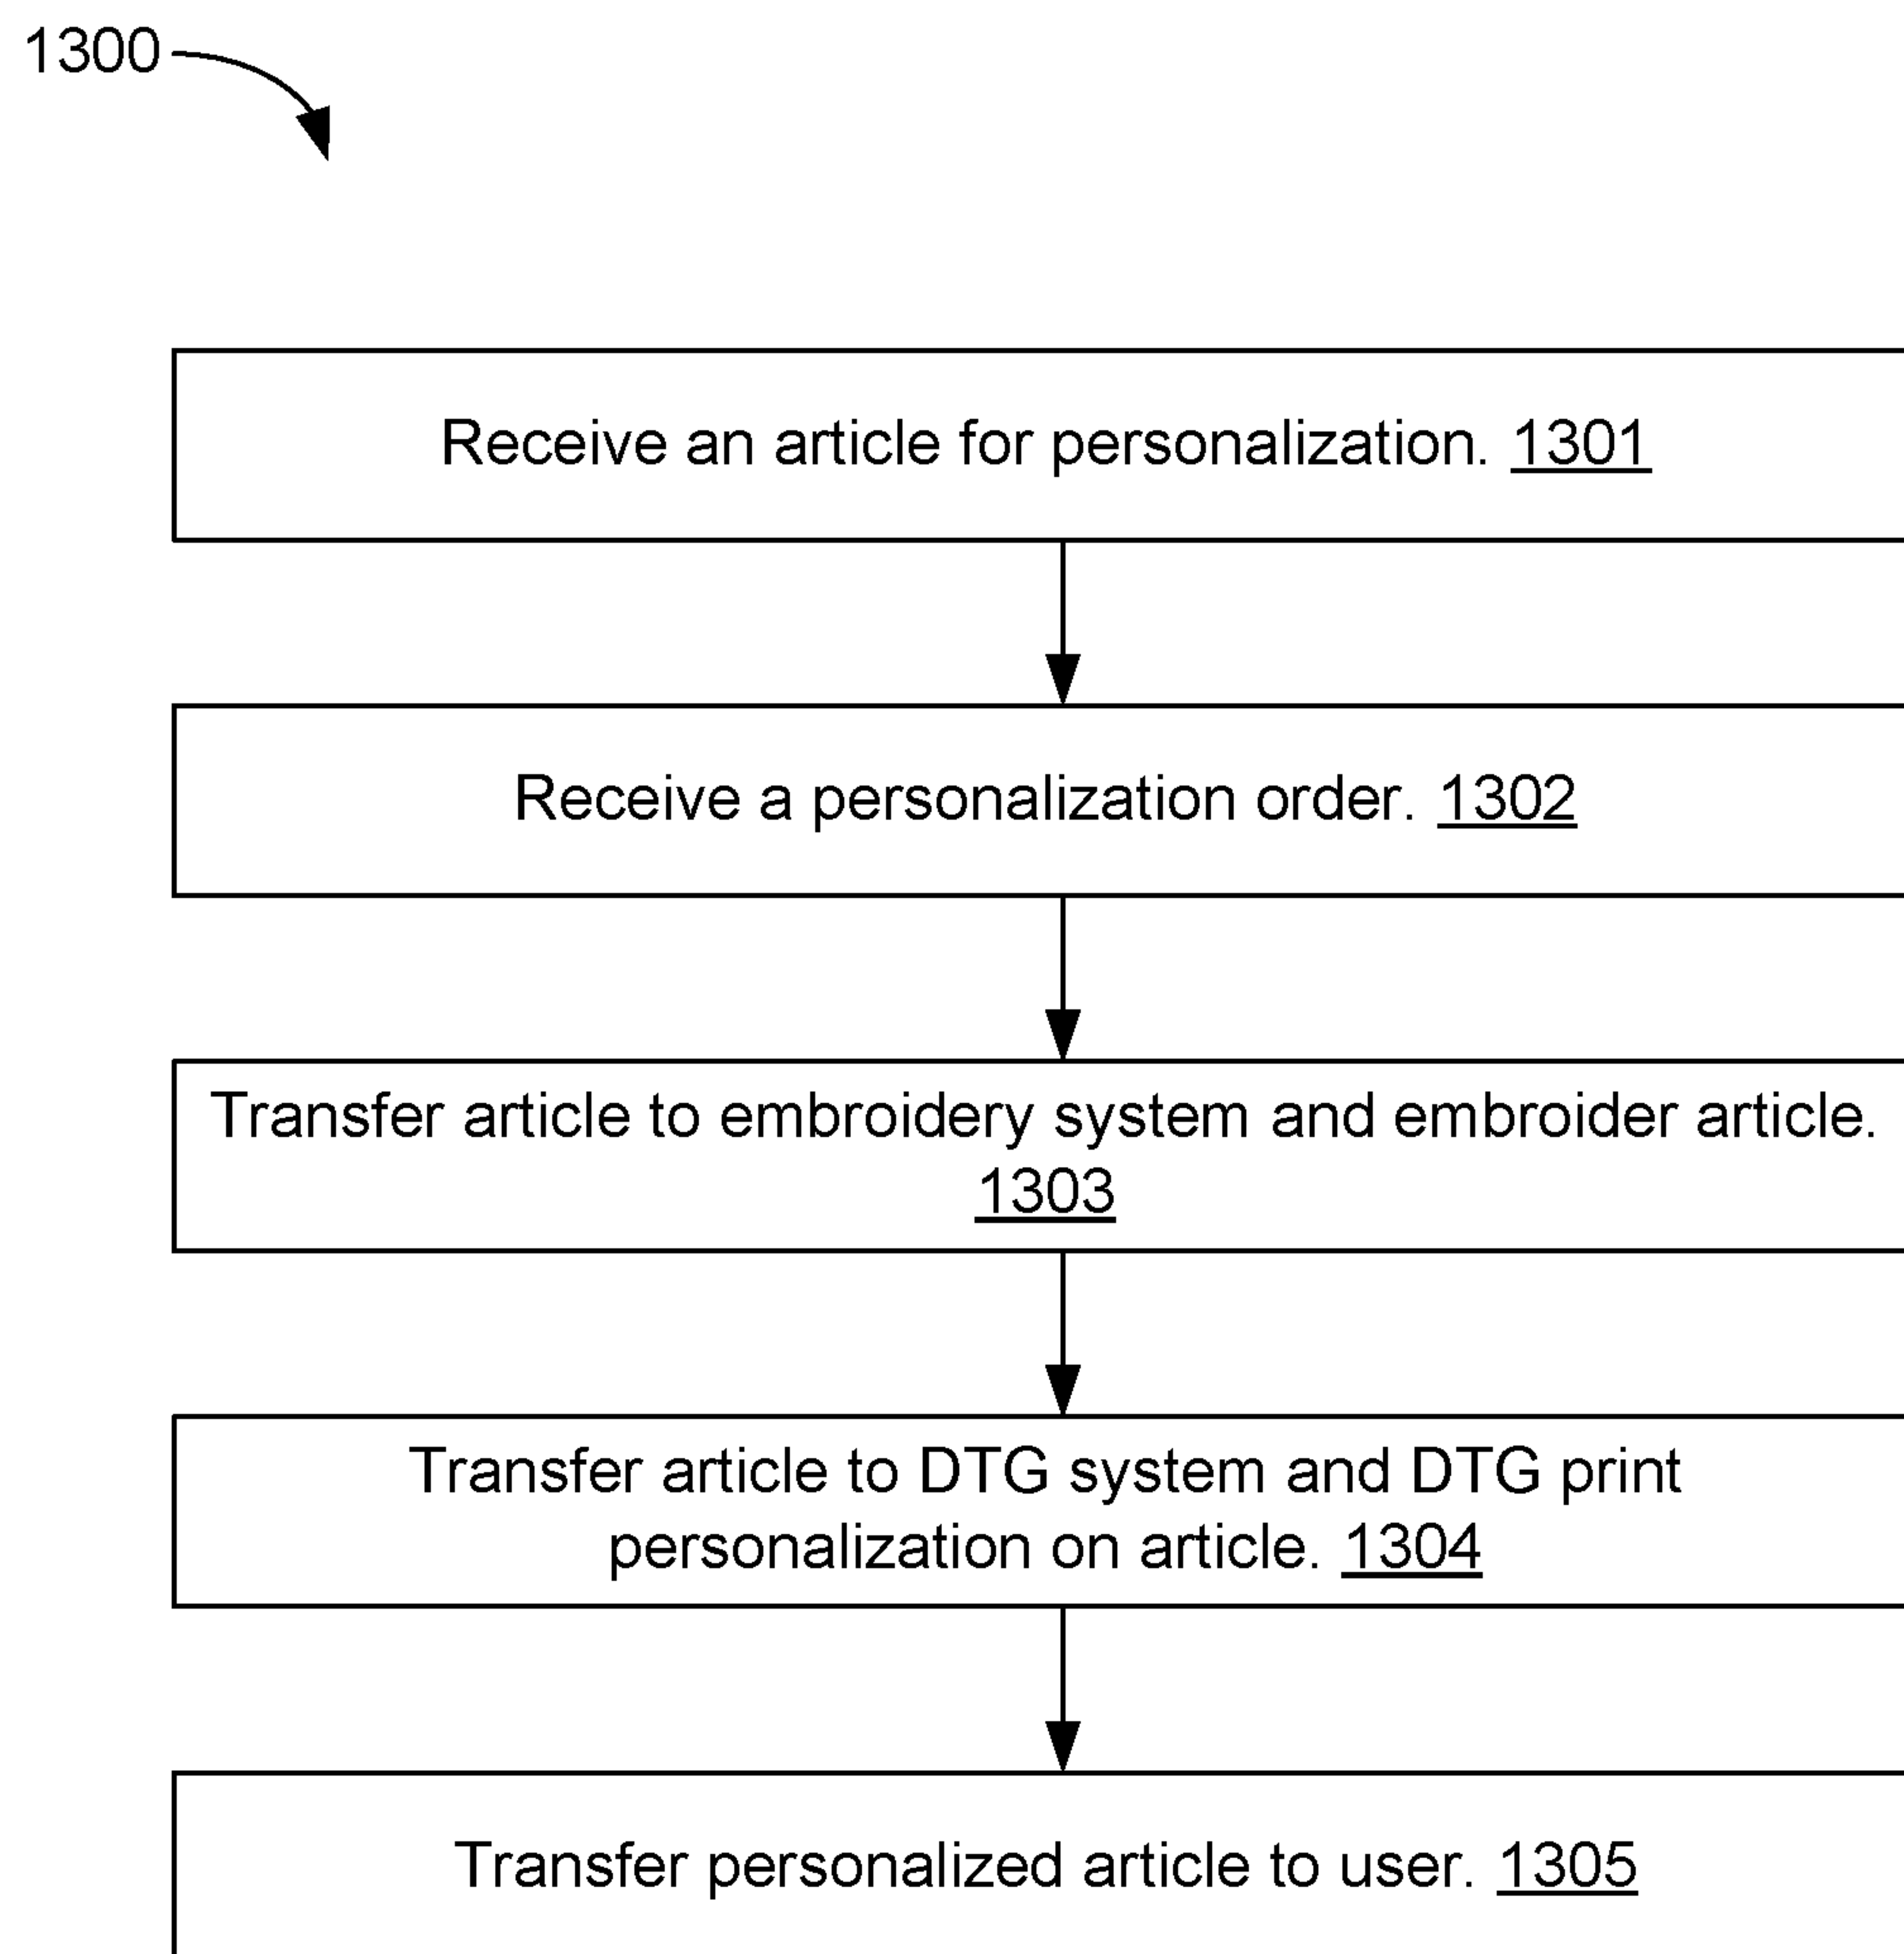 1300
Receive an article for personalization. 1301
Receive a personalization order. 1302
Transfer article to embroidery system and embroider article.
1303
Transfer article to DTG system and DTG print
personalization on article. 1304
Transfer personalized article to user. 1305